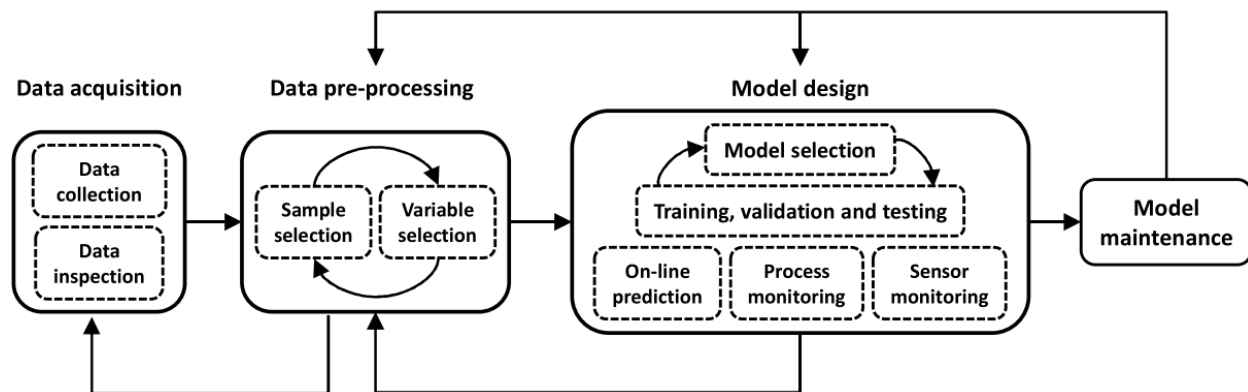 Data acquisition
Data pre-processing
Model design
Data
collection
Data
inspection
Sample
selection
Variable
selection
Model selection
Training, validation and testing
On-line
prediction
Process
monitoring
Sensor
monitoring
Model
maintenance